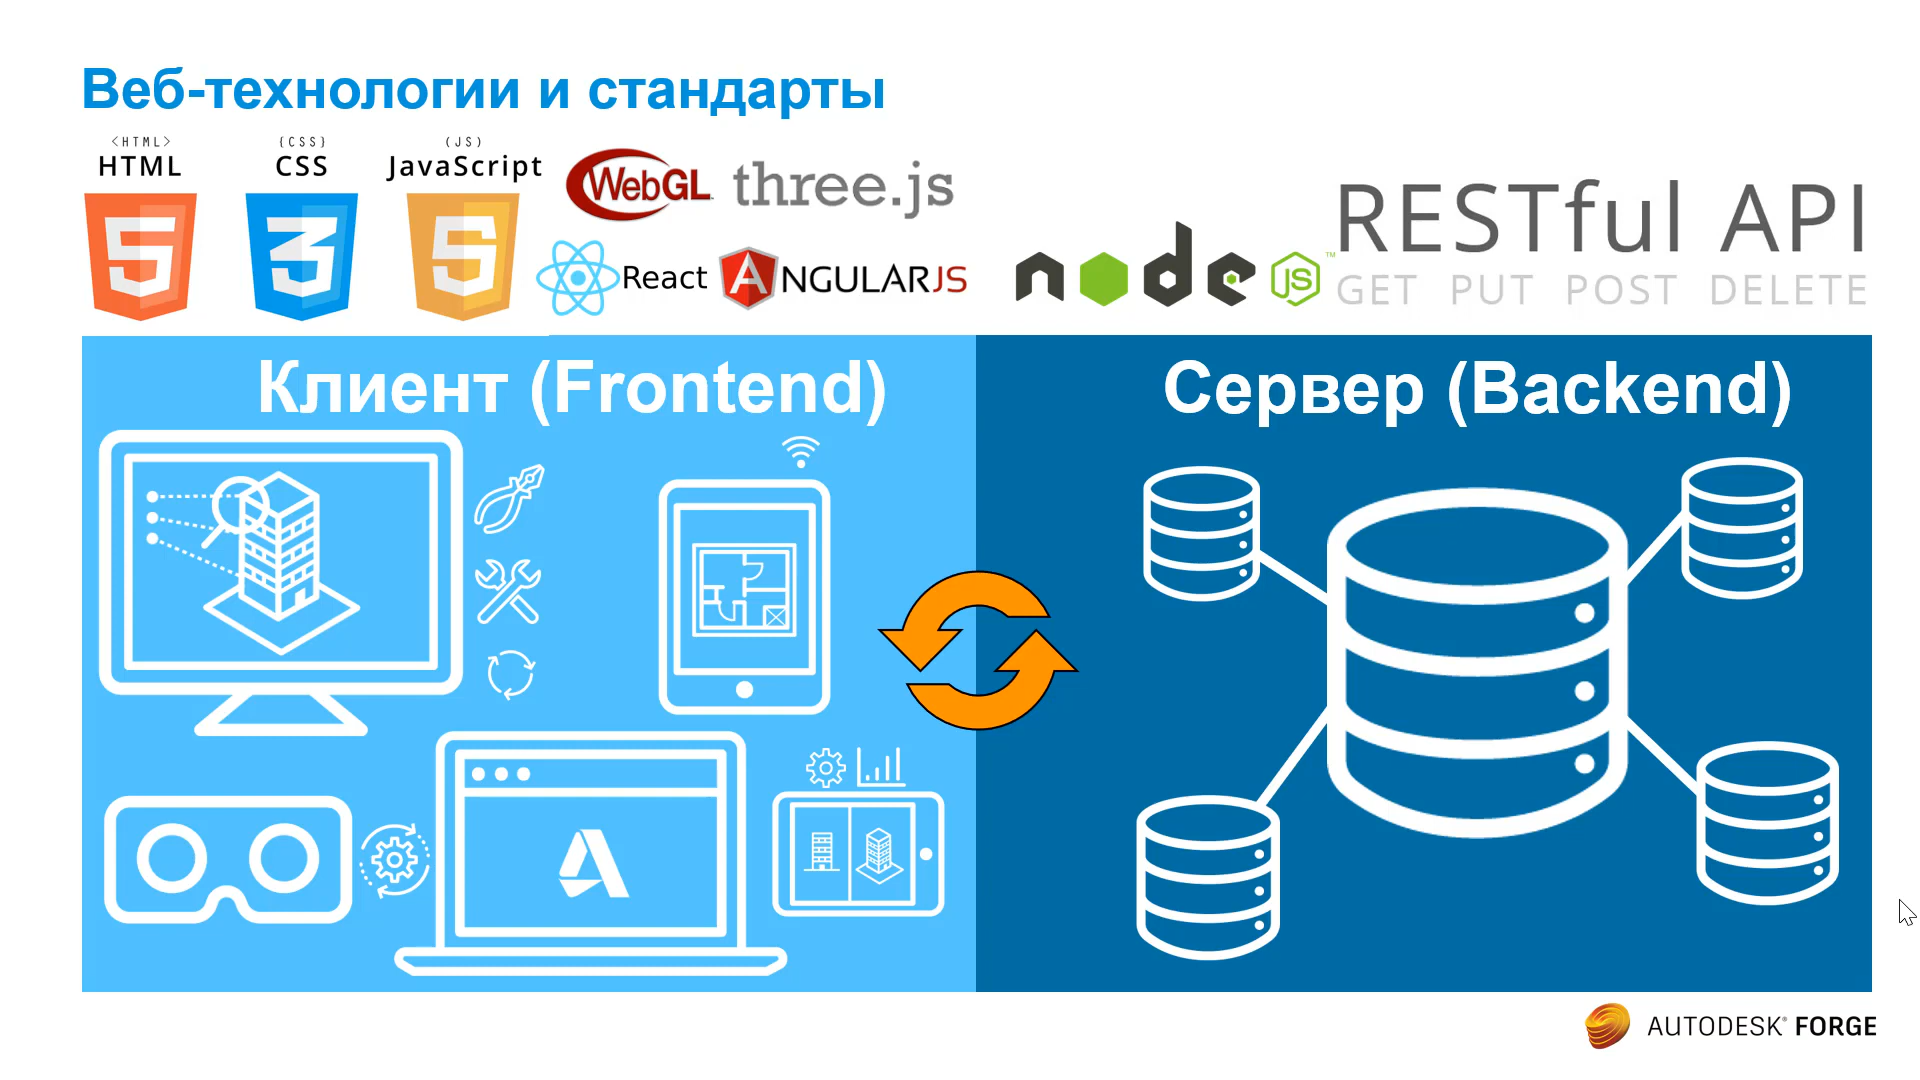 Веб-технологии и стандарты
<HTML>
HTML
{CSS}
CSS
(JS)
JavaScript
WebGL
three.js
React
ANGULARJS
node JS™
RESTful API
GET PUT POST DELETE
Клиент (Frontend)
Сервер (Backend)
AUTODESK® FORGE